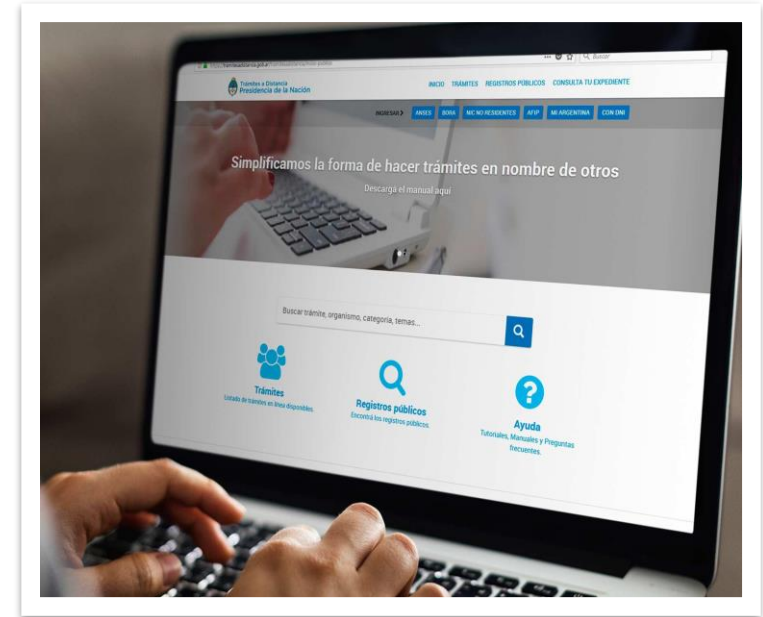 Buscar
Trámites a Distancia
Presidencia de la Nación
INICIO TRÁMITES REGISTROS PÚBLICOS CONSULTA TU EXPEDIENTE
INGRESAR ANSES BORA NIC NO RESIDENTES AFIP MI ARGENTINA CON DNI
Simplificamos la forma de hacer trámites en nombre de otros
Descargá el manual aquí
Buscar trámite, organismo, categoría, temas...
Trámites
Listado de trámites en línea disponibles.
Registros públicos
Encontrá los registros públicos
Ayuda
Tutoriales, Manuales y Preguntas
frecuentes.